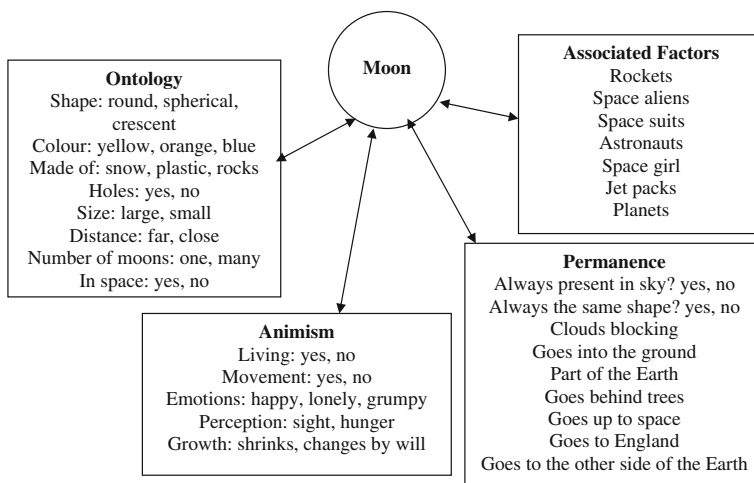 Moon
Ontology
Shape: round, spherical,
crescent
Colour: yellow, orange, blue
Made of: snow, plastic, rocks
Holes: yes, no
Size: large, small
Distance: far, close
Number of moons: one, many
In space: yes, no
Associated Factors
Rockets
Space aliens
Space suits
Astronauts
Space girl
Jet packs
Planets
Animism
Living: yes, no
Movement: yes, no
Emotions: happy, lonely, grumpy
Perception: sight, hunger
Growth: shrinks, changes by will
Permanence
Always present in sky? yes, no
Always the same shape? yes, no
Clouds blocking
Goes into the ground
Part of the Earth
Goes behind trees
Goes up to space
Goes to England
Goes to the other side of the Earth